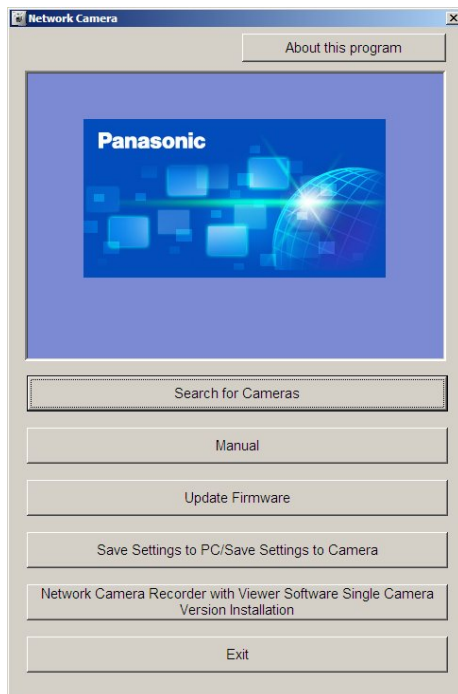 Network Camera
About this program
Panasonic
Search for Cameras
Manual
Update Firmware
Save Settings to PC/Save Settings to Camera
Network Camera Recorder with Viewer Software Single Camera
Version Installation
Exit